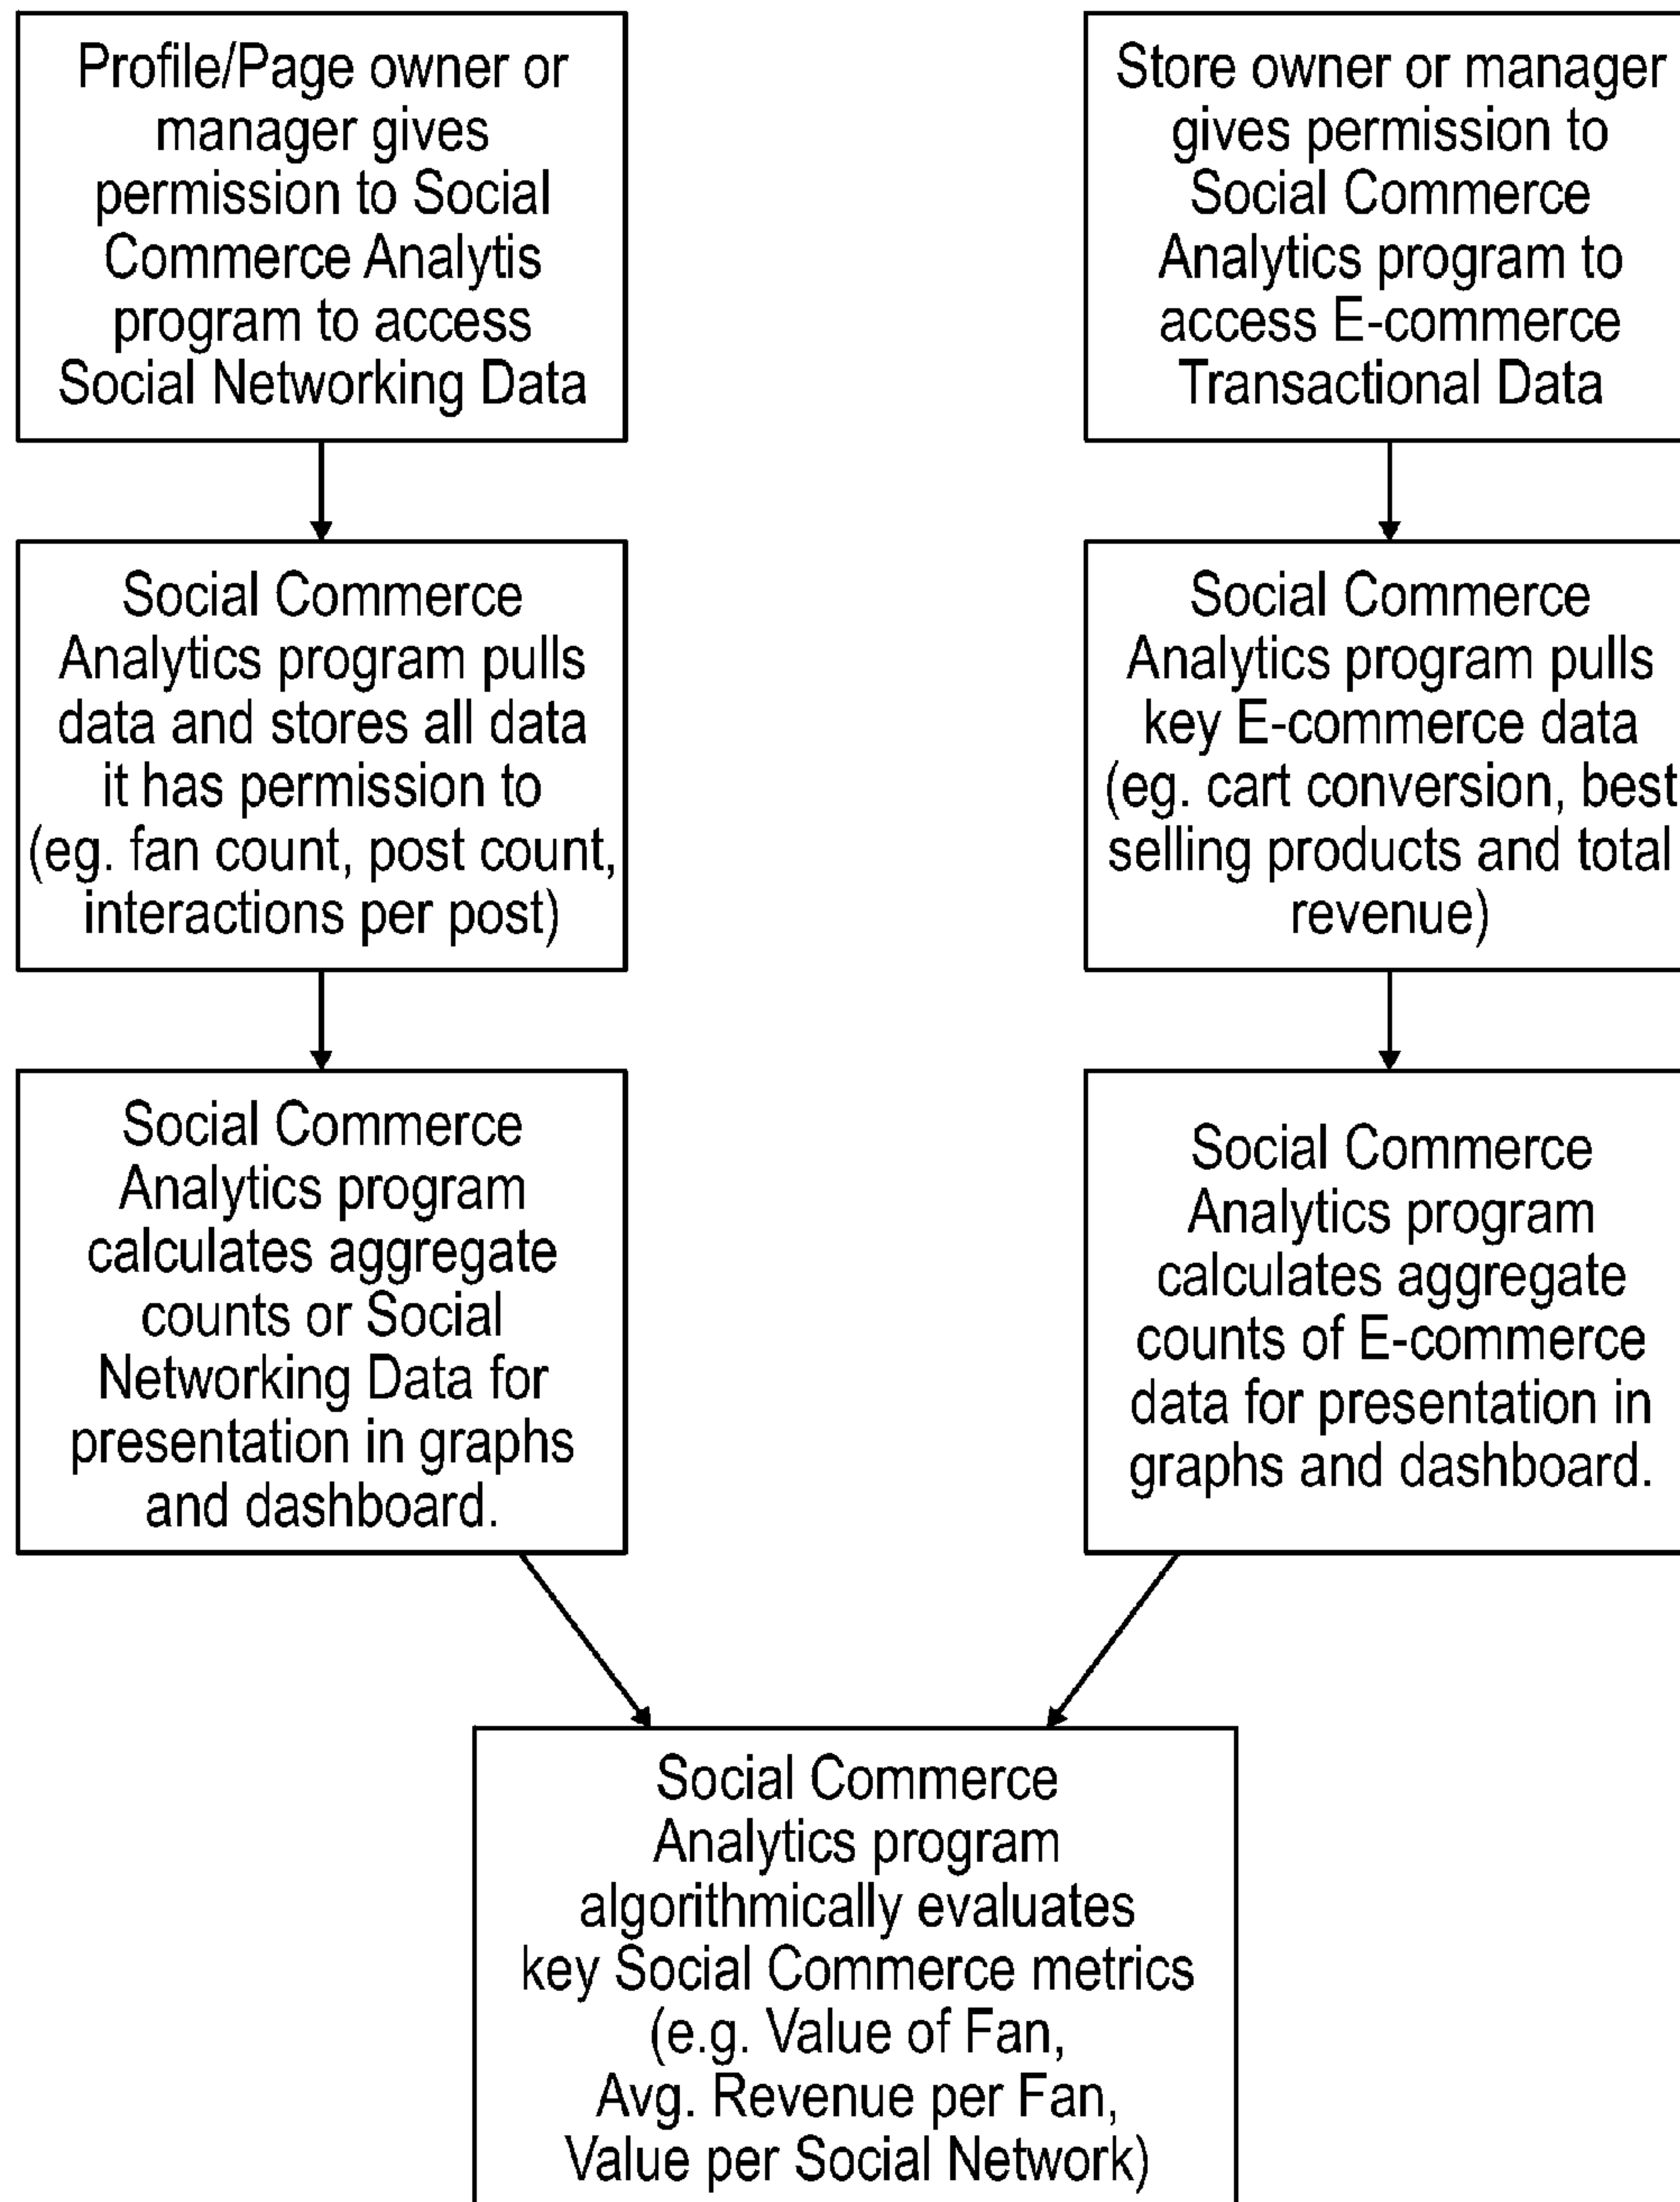 Profile/Page owner or
manager gives
permission to Social
Commerce Analytis
program to access
Social Networking Data
Store owner or manager
gives permission to
Social Commerce
Analytics program to
access E-commerce
Transactional Data
Social Commerce
Analytics program pulls
data and stores all data
it has permission to
(eg. fan count, post count,
interactions per post)
Social Commerce
Analytics program pulls
key E-commerce data
(eg. cart conversion, best
selling products and total
revenue)
Social Commerce
Analytics program
calculates aggregate
counts or Social
Networking Data for
presentation in graphs
and dashboard.
Social Commerce
Analytics program
calculates aggregate
counts of E-commerce
data for presentation in
graphs and dashboard.
Social Commerce
Analytics program
algorithmically evaluates
key Social Commerce metrics
(e.g. Value of Fan,
Avg. Revenue per Fan,
Value per Social Network)